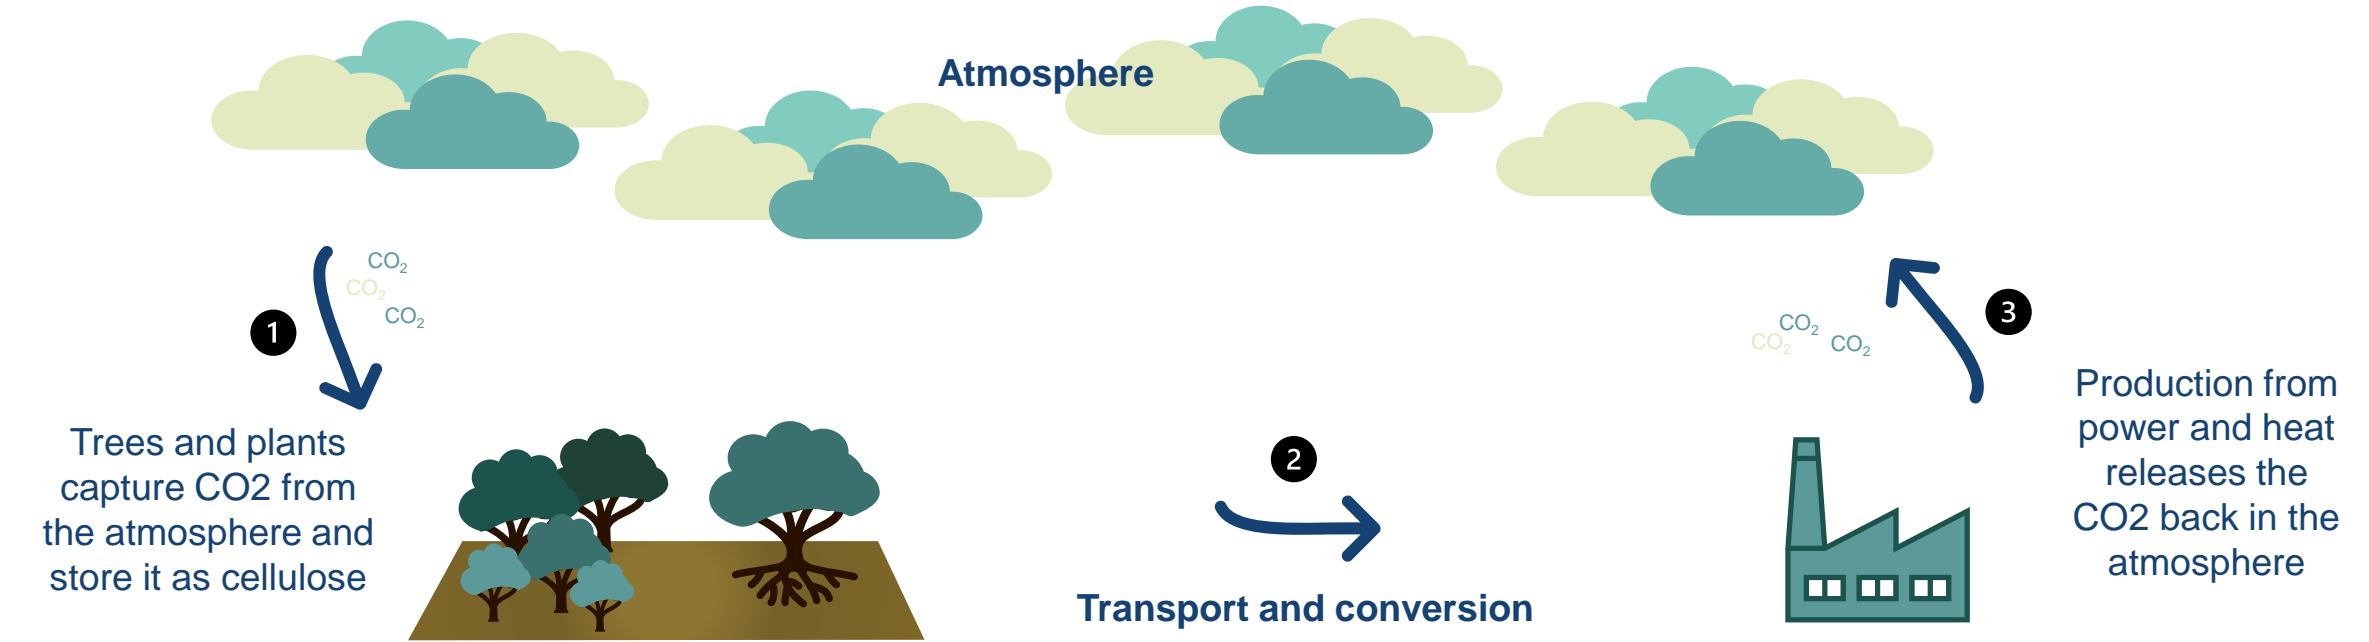 Atmosphere
CO₂
CO₂
CO₂
1
Trees and plants
capture CO2 from
the atmosphere and
store it as cellulose
2
Transport and conversion
CO₂
CO₂
CO₂
3
Production from
power and heat
releases the
CO2 back in the
atmosphere